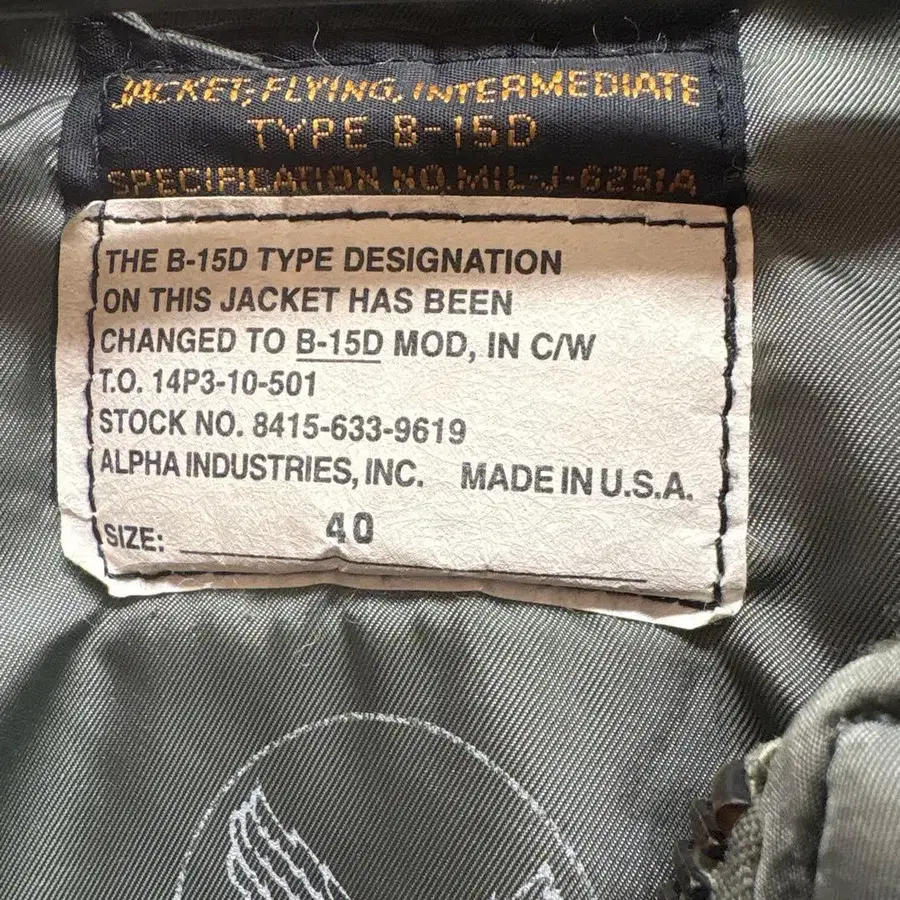 JACKET, FLYING, INTERMEDIATE
TYPE B-15D
SPECIFICATION NO. MIL-J-6251A
THE B-15D TYPE DESIGNATION
ON THIS JACKET HAS BEEN
CHANGED TO B-15D MOD, IN C/W
T.O. 14P3-10-501
STOCK NO. 8415-633-9619
ALPHA INDUSTRIES, INC. MADE IN U.S.A.
SIZE: 40